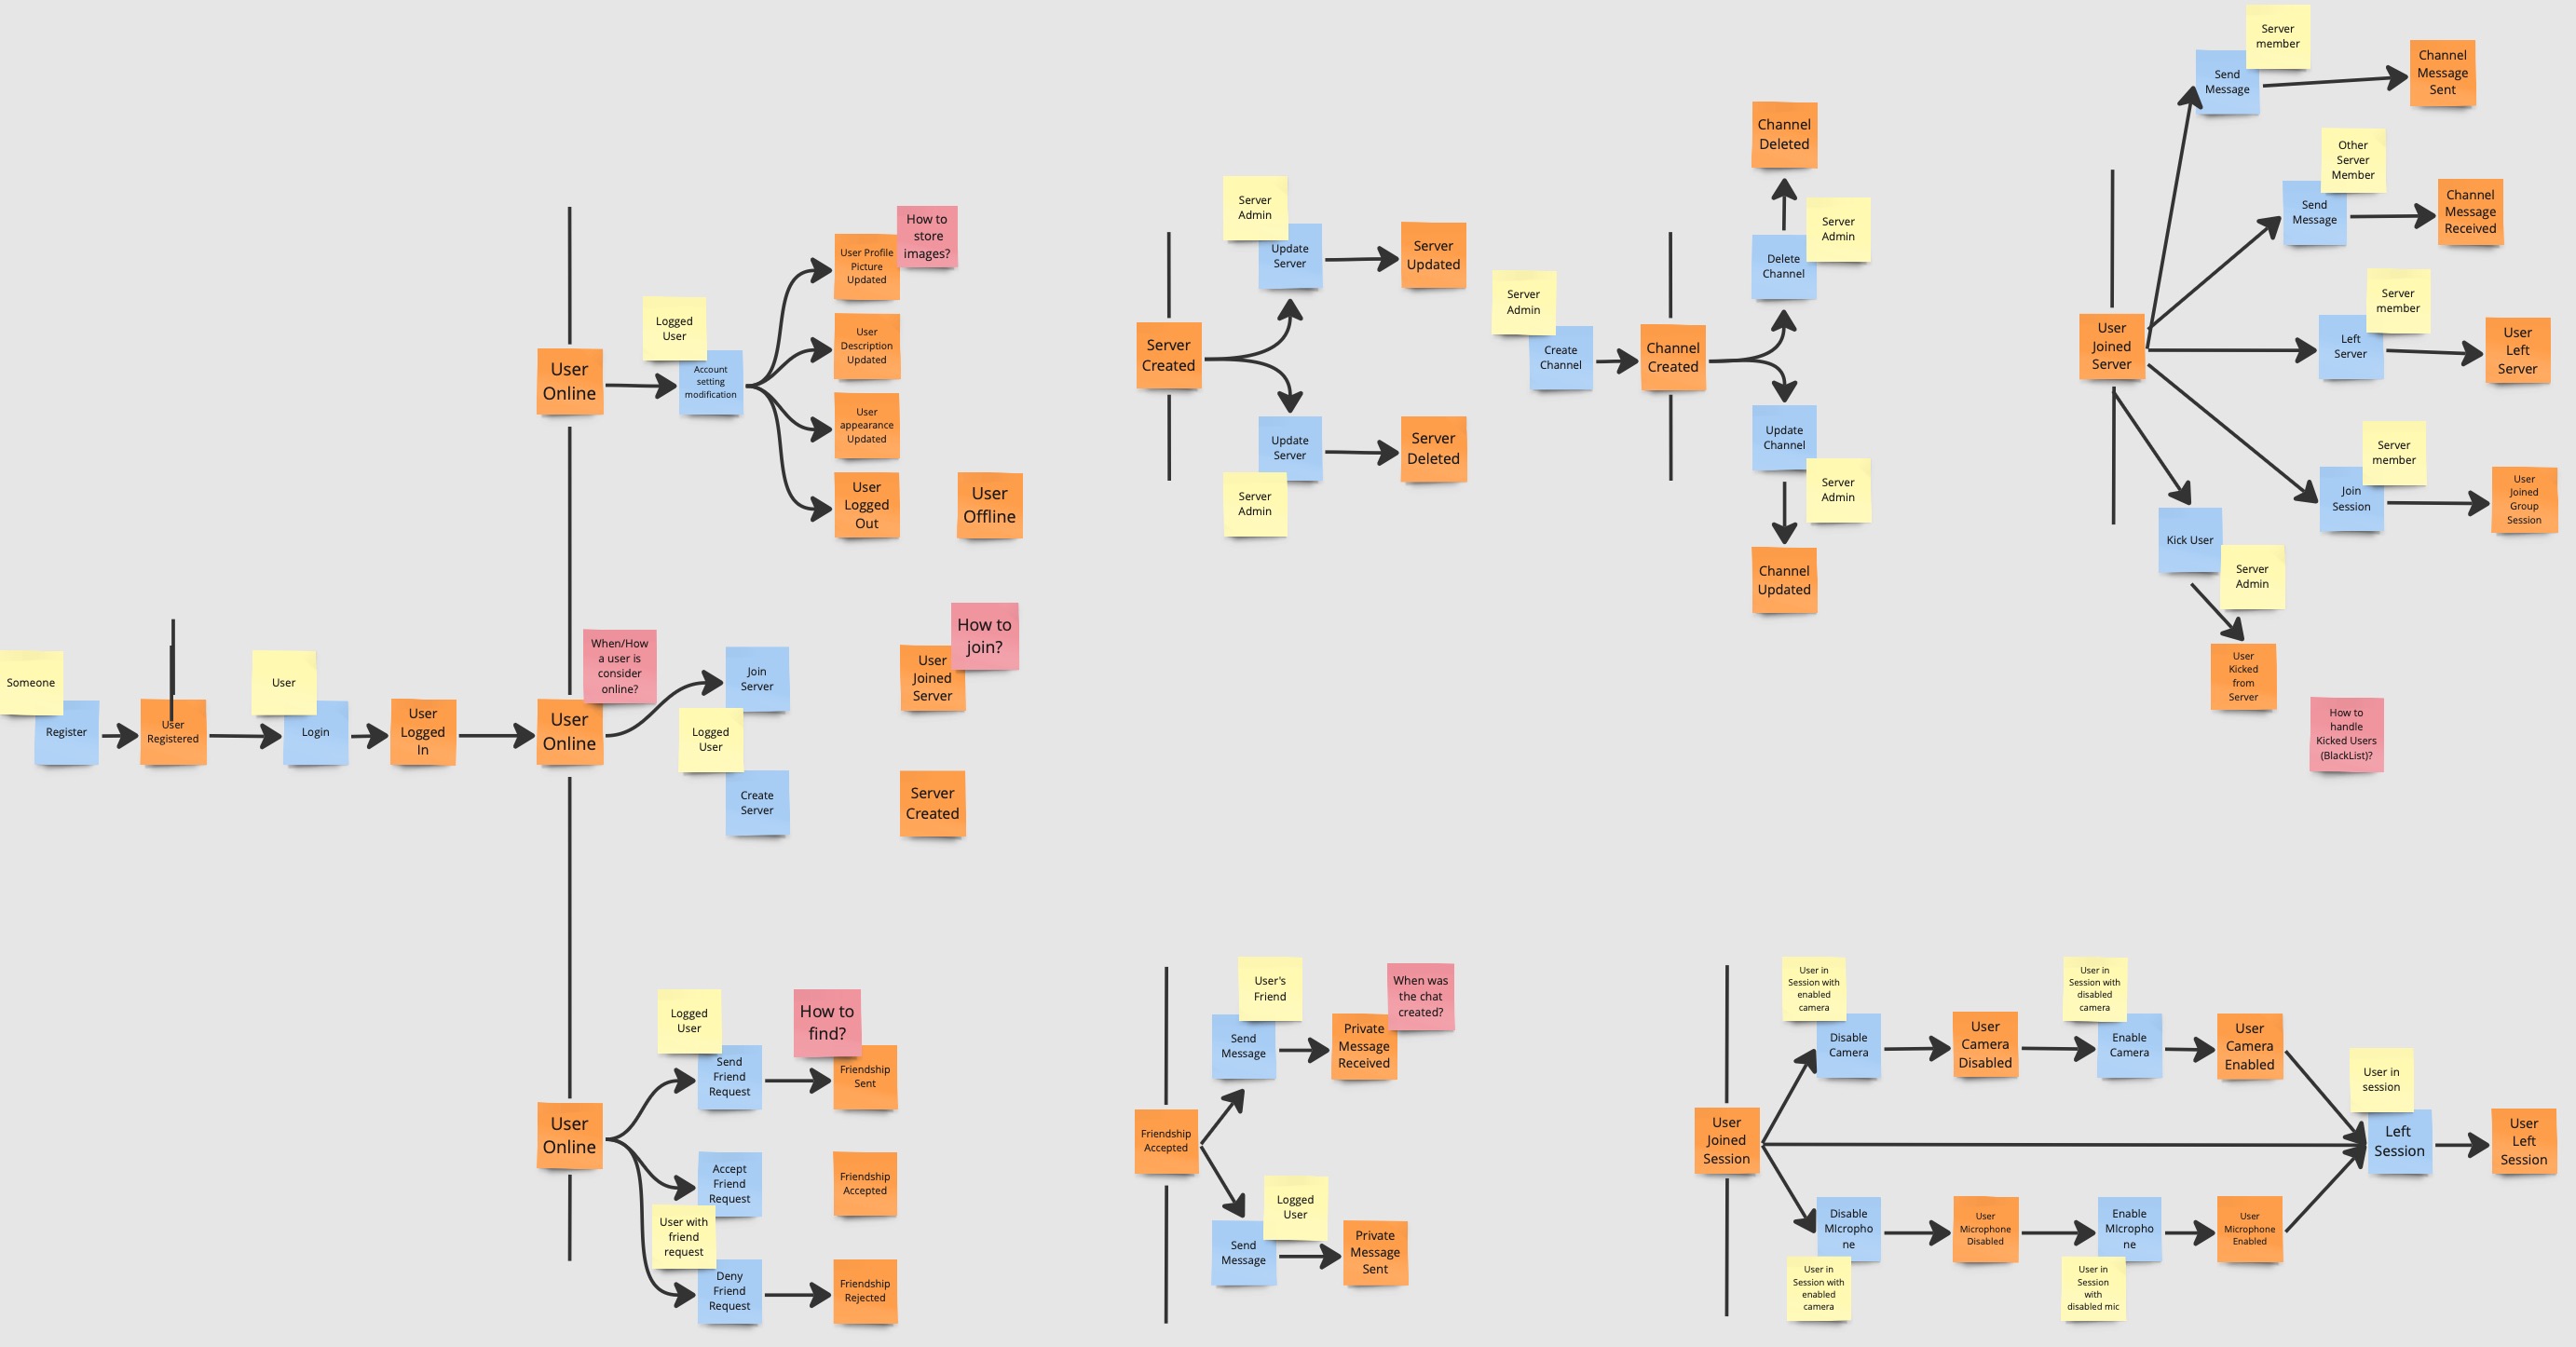 Someone
Register
User
Registered
User
Login
User
Logged
In
User
Online
Logged
User
Account
setting
modification
User Profile
Picture
Updated
How to
store
images?
User
Description
Updated
User
appearance
Updated
User
Logged
Out
User
Offline
User
Online
When/How
a user is
consider
online?
Join
Server
Logged
User
Create
Server
User
Joined
Server
How to
join?
Server
Created
User
Online
Logged
User
Send
Friend
Request
How to
find?
Friendship
Sent
Accept
Friend
Request
Friendship
Accepted
User with
friend
request
Deny
Friend
Request
Friendship
Rejected
Server
Created
Server
Admin
Update
Server
Server
Updated
Update
Server
Server
Admin
Server
Deleted
Server
Admin
Create
Channel
Channel
Created
Channel
Deleted
Server
Admin
Delete
Channel
Update
Channel
Server
Admin
Channel
Updated
User
Joined
Server
Server
member
Send
Message
Channel
Message
Sent
Other
Server
Member
Send
Message
Channel
Message
Received
Server
member
Left
Server
User
Left
Server
Server
member
Join
Session
User
Joined
Group
Session
Kick User
Server
Admin
User
Kicked
from
Server
How to
handle
Kicked Users
(BlackList)?
Friendship
Accepted
User's
Friend
Send
Message
Private
Message
Received
When was
the chat
created?
Logged
User
Send
Message
Private
Message
Sent
User
Joined
Session
User in
Session with
enabled
camera
Disable
Camera
User
Camera
Disabled
User in
Session with
disabled
camera
Enable
Camera
User
Camera
Enabled
User in
session
Left
Session
User
Left
Session
Disable
MIcropho
ne
User in
Session with
enabled
camera
User
Microphone
Disabled
Enable
MIcropho
ne
User in
Session
with
disabled mic
User
Microphone
Enabled